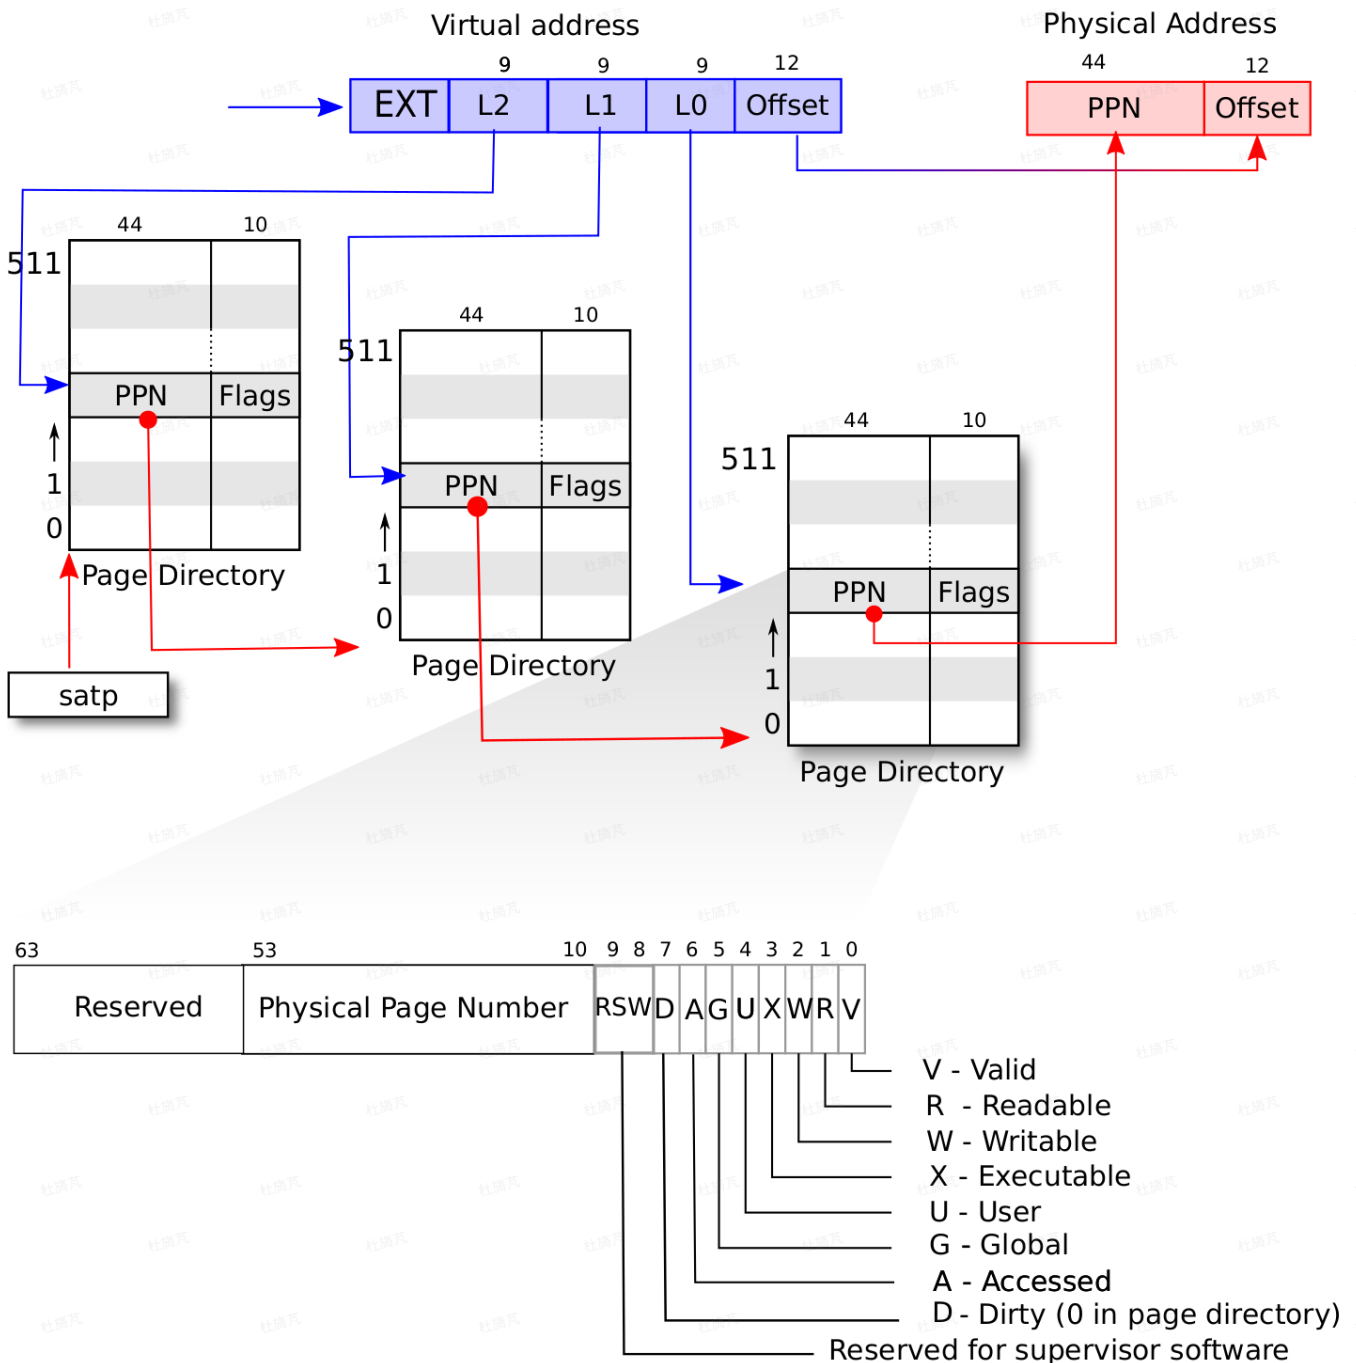 Virtual address
Physical Address
9 9 9 12
44 12
EXT L2 L1 L0 Offset
PPN Offset
44 10
511
PPN Flags
1
0
Page Directory
satp
44 10
511
PPN Flags
1
0
Page Directory
44 10
511
PPN Flags
1
0
Page Directory
63 53 10 9 8 7 6 5 4 3 2 1 0
Reserved Physical Page Number RSW D A G U X W R V
V - Valid
R - Readable
W - Writable
X - Executable
U - User
G - Global
A - Accessed
D - Dirty (0 in page directory)
Reserved for supervisor software